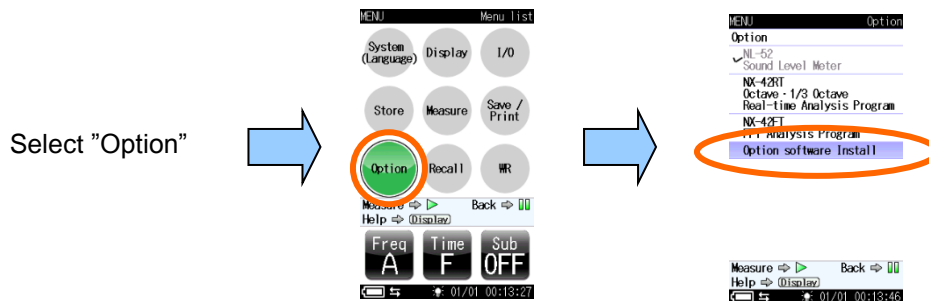 Select ”Option”
MENU Menu list
System
(Language) Display I/O
Store Measure Save /
Print
Option Recall WR
Measure ⇨ ▷ Back ⇨ ▯▯
Help ⇨ Display
Freq Time Sub
A F OFF
01/01 00:13:27
MENU Option
Option
NL-52
Sound Level Meter
NX-42RT
Octave・1/3 Octave
Real-time Analysis Program
NX-42FT
FFT Analysis Program
Option software Install
Measure ⇨ ▷ Back ⇨ ▯▯
Help ⇨ Display
01/01 00:13:46